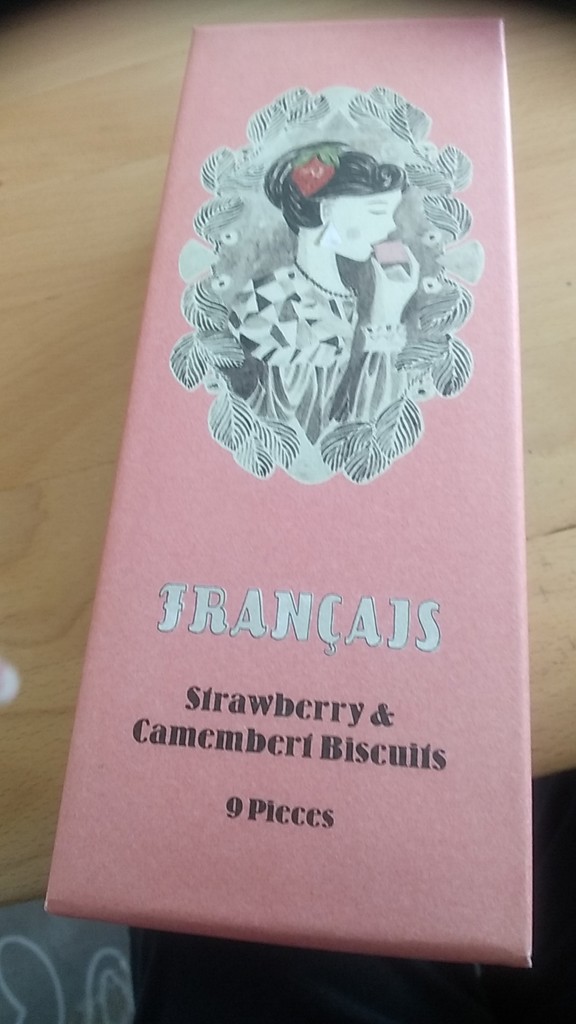 FRANÇAIS
Strawberry &
Camembert Biscuits
9 Pieces